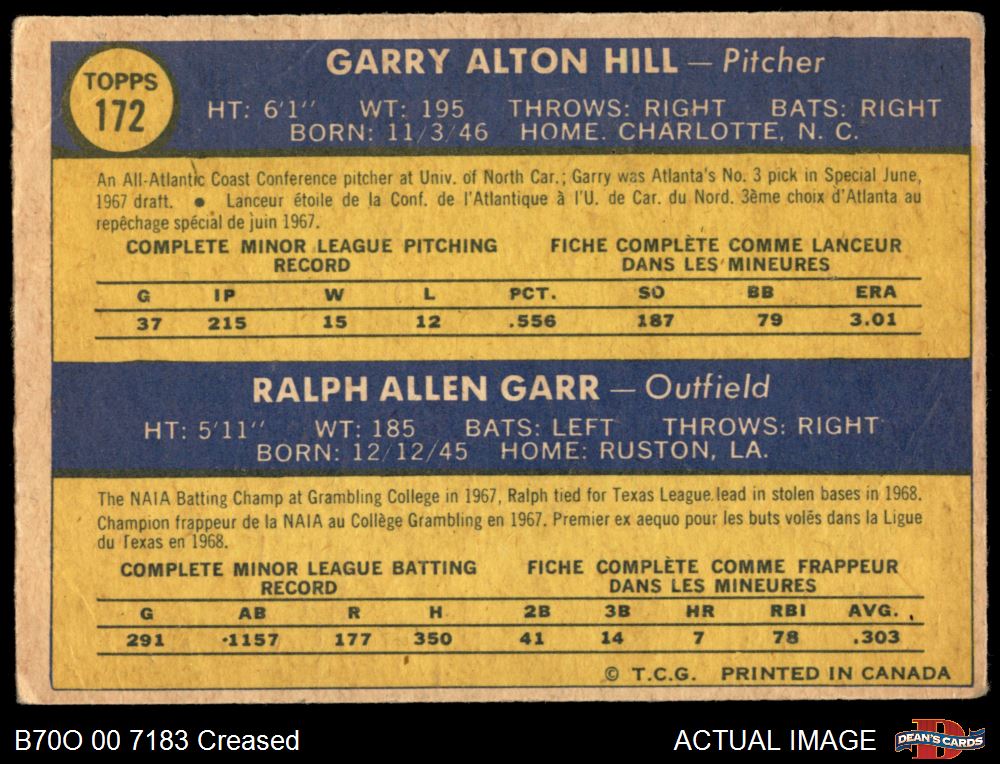 TOPPS
172
GARRY ALTON HILL — Pitcher
HT: 6'1'' WT: 195 THROWS: RIGHT BATS: RIGHT
BORN: 11/3/46 HOME. CHARLOTTE, N. C.
An All-Atlantic Coast Conference pitcher at Univ. of North Car.; Garry was Atlanta's No. 3 pick in Special June,
1967 draft. ● Lanceur étoile de la Conf. de l'Atlantique à l'U. de Car. du Nord. 3ème choix d'Atlanta au
repêchage spécial de juin 1967.
COMPLETE MINOR LEAGUE PITCHING RECORD
FICHE COMPLÈTE COMME LANCEUR DANS LES MINEURES
G IP W L PCT. SO BB ERA
37 215 15 12 .556 187 79 3.01
RALPH ALLEN GARR — Outfield
HT: 5'11'' WT: 185 BATS: LEFT THROWS: RIGHT
BORN: 12/12/45 HOME: RUSTON, LA.
The NAIA Batting Champ at Grambling College in 1967, Ralph tied for Texas League lead in stolen bases in 1968.
Champion frappeur de la NAIA au Collège Grambling en 1967. Premier ex aequo pour les buts volés dans la Ligue
du Texas en 1968.
COMPLETE MINOR LEAGUE BATTING RECORD
FICHE COMPLÈTE COMME FRAPPEUR DANS LES MINEURES
G AB R H 2B 3B HR RBI AVG.
291 1157 177 350 41 14 7 78 .303
© T.C.G. PRINTED IN CANADA
B70O 00 7183 Creased
ACTUAL IMAGE
DEAN'S CARDS